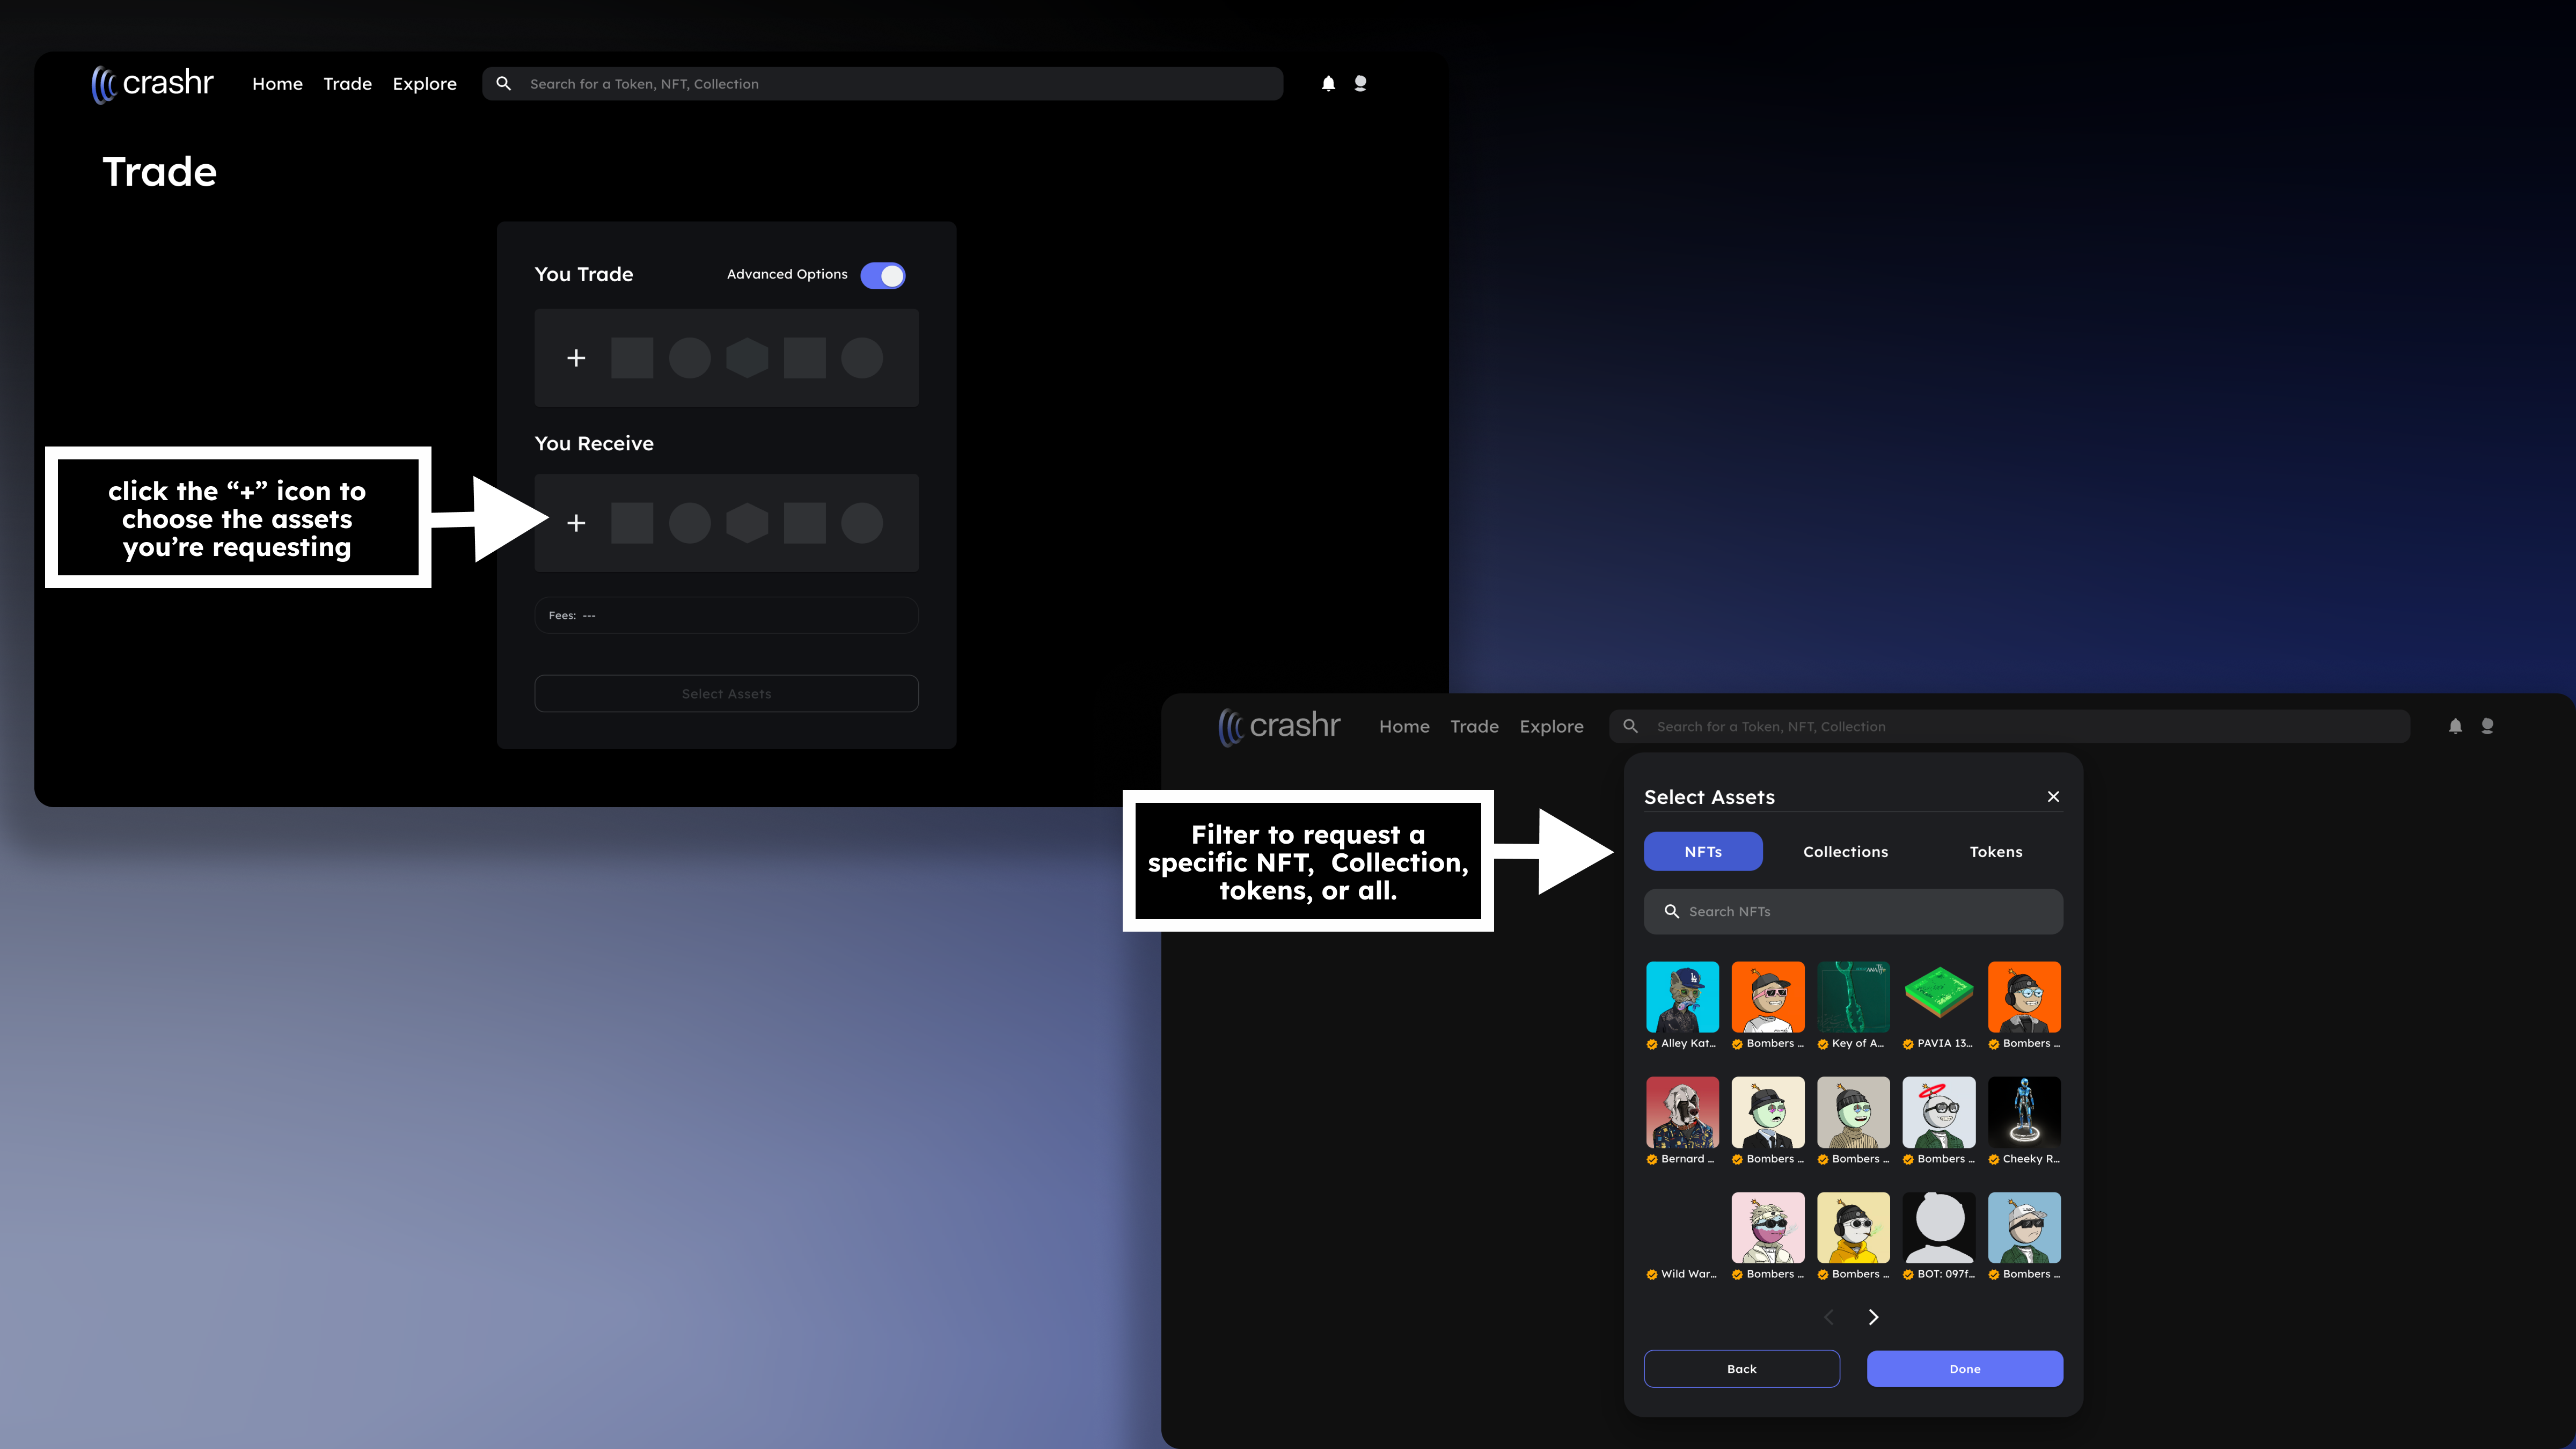 crashr Home Trade Explore Search for a Token, NFT, Collection
Trade
You Trade Advanced Options
You Receive
click the “+” icon to
choose the assets
you’re requesting
Fees: ---
Select Assets
crashr Home Trade Explore Search for a Token, NFT, Collection
Filter to request a
specific NFT, Collection,
tokens, or all.
Select Assets
NFTs Collections Tokens
Search NFTs
Alley Kat... Bombers ... Key of A... PAVIA 13... Bombers ...
Bernard ... Bombers ... Bombers ... Bombers ... Cheeky R...
Wild War... Bombers ... Bombers ... BOT: 097f... Bombers ...
Back Done